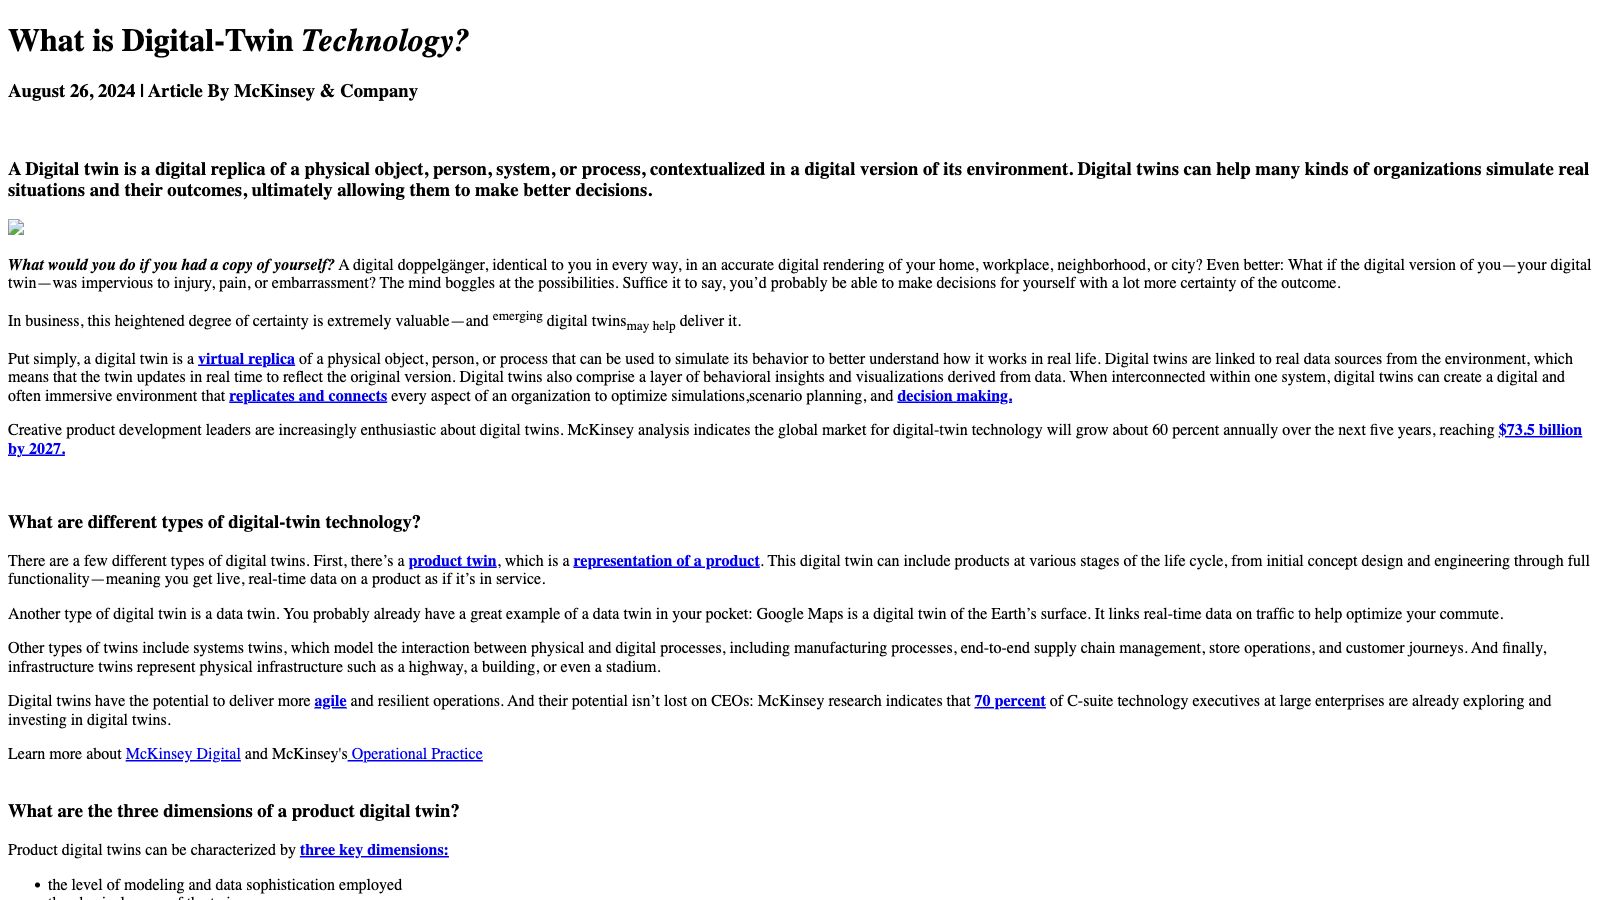 What is Digital-Twin Technology?
August 26, 2024 | Article By McKinsey & Company
A Digital twin is a digital replica of a physical object, person, system, or process, contextualized in a digital version of its environment. Digital twins can help many kinds of organizations simulate real
situations and their outcomes, ultimately allowing them to make better decisions.
What would you do if you had a copy of yourself? A digital doppelgänger, identical to you in every way, in an accurate digital rendering of your home, workplace, neighborhood, or city? Even better: What if the digital version of you—your digital
twin—was impervious to injury, pain, or embarrassment? The mind boggles at the possibilities. Suffice it to say, you’d probably be able to make decisions for yourself with a lot more certainty of the outcome.
In business, this heightened degree of certainty is extremely valuable—and emerging digital twins may help deliver it.
Put simply, a digital twin is a virtual replica of a physical object, person, or process that can be used to simulate its behavior to better understand how it works in real life. Digital twins are linked to real data sources from the environment, which
means that the twin updates in real time to reflect the original version. Digital twins also comprise a layer of behavioral insights and visualizations derived from data. When interconnected within one system, digital twins can create a digital and
often immersive environment that replicates and connects every aspect of an organization to optimize simulations,scenario planning, and decision making.
Creative product development leaders are increasingly enthusiastic about digital twins. McKinsey analysis indicates the global market for digital-twin technology will grow about 60 percent annually over the next five years, reaching $73.5 billion
by 2027.
What are different types of digital-twin technology?
There are a few different types of digital twins. First, there’s a product twin, which is a representation of a product. This digital twin can include products at various stages of the life cycle, from initial concept design and engineering through full
functionality—meaning you get live, real-time data on a product as if it’s in service.
Another type of digital twin is a data twin. You probably already have a great example of a data twin in your pocket: Google Maps is a digital twin of the Earth’s surface. It links real-time data on traffic to help optimize your commute.
Other types of twins include systems twins, which model the interaction between physical and digital processes, including manufacturing processes, end-to-end supply chain management, store operations, and customer journeys. And finally,
infrastructure twins represent physical infrastructure such as a highway, a building, or even a stadium.
Digital twins have the potential to deliver more agile and resilient operations. And their potential isn’t lost on CEOs: McKinsey research indicates that 70 percent of C-suite technology executives at large enterprises are already exploring and
investing in digital twins.
Learn more about McKinsey Digital and McKinsey's Operational Practice
What are the three dimensions of a product digital twin?
Product digital twins can be characterized by three key dimensions:
• the level of modeling and data sophistication employed